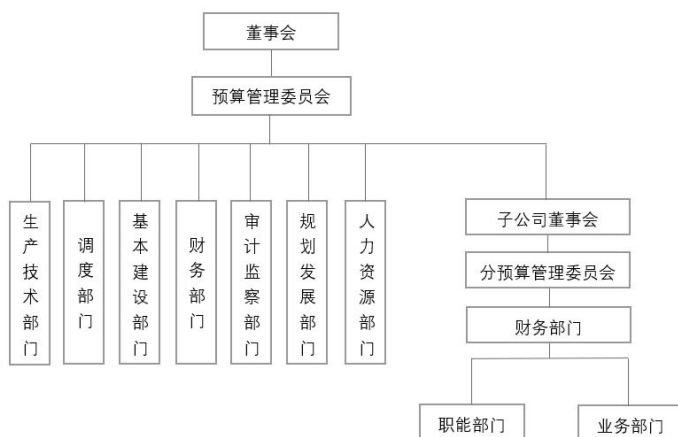 董事会
预算管理委员会
生产技术部门
调度部门
基本建设部门
财务部门
审计监察部门
规划发展部门
人力资源部门
子公司董事会
分预算管理委员会
财务部门
职能部门
业务部门